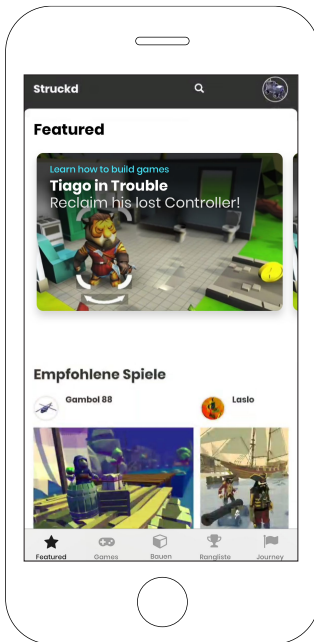 Struckd
Featured
Learn how to build games
Tiago in Trouble
Reclaim his lost Controller!
Empfohlene Spiele
Gambol 88
Laslo
Featured
Games
Bauen
Rangliste
Journey